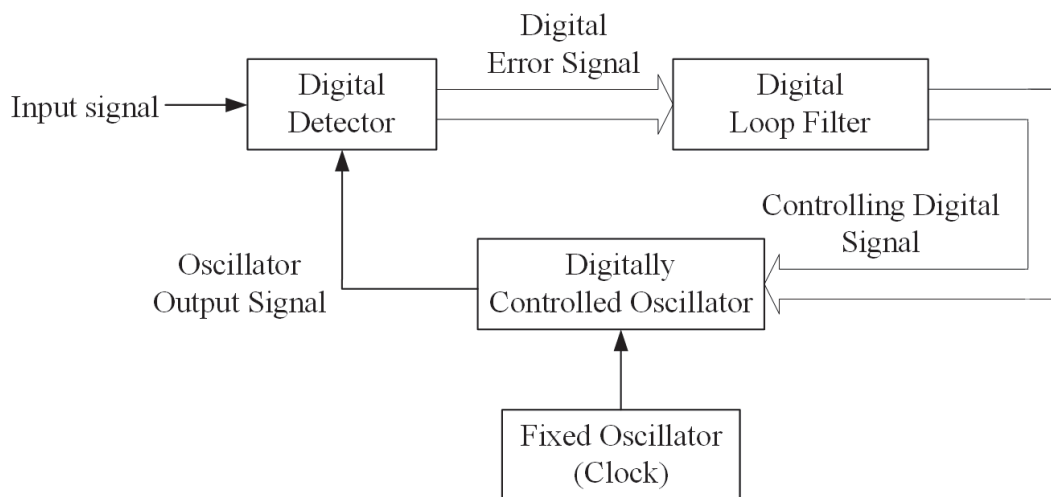 Digital
Error Signal
Input signal
Digital
Detector
Digital
Loop Filter
Controlling Digital
Signal
Oscillator
Output Signal
Digitally
Controlled Oscillator
Fixed Oscillator
(Clock)